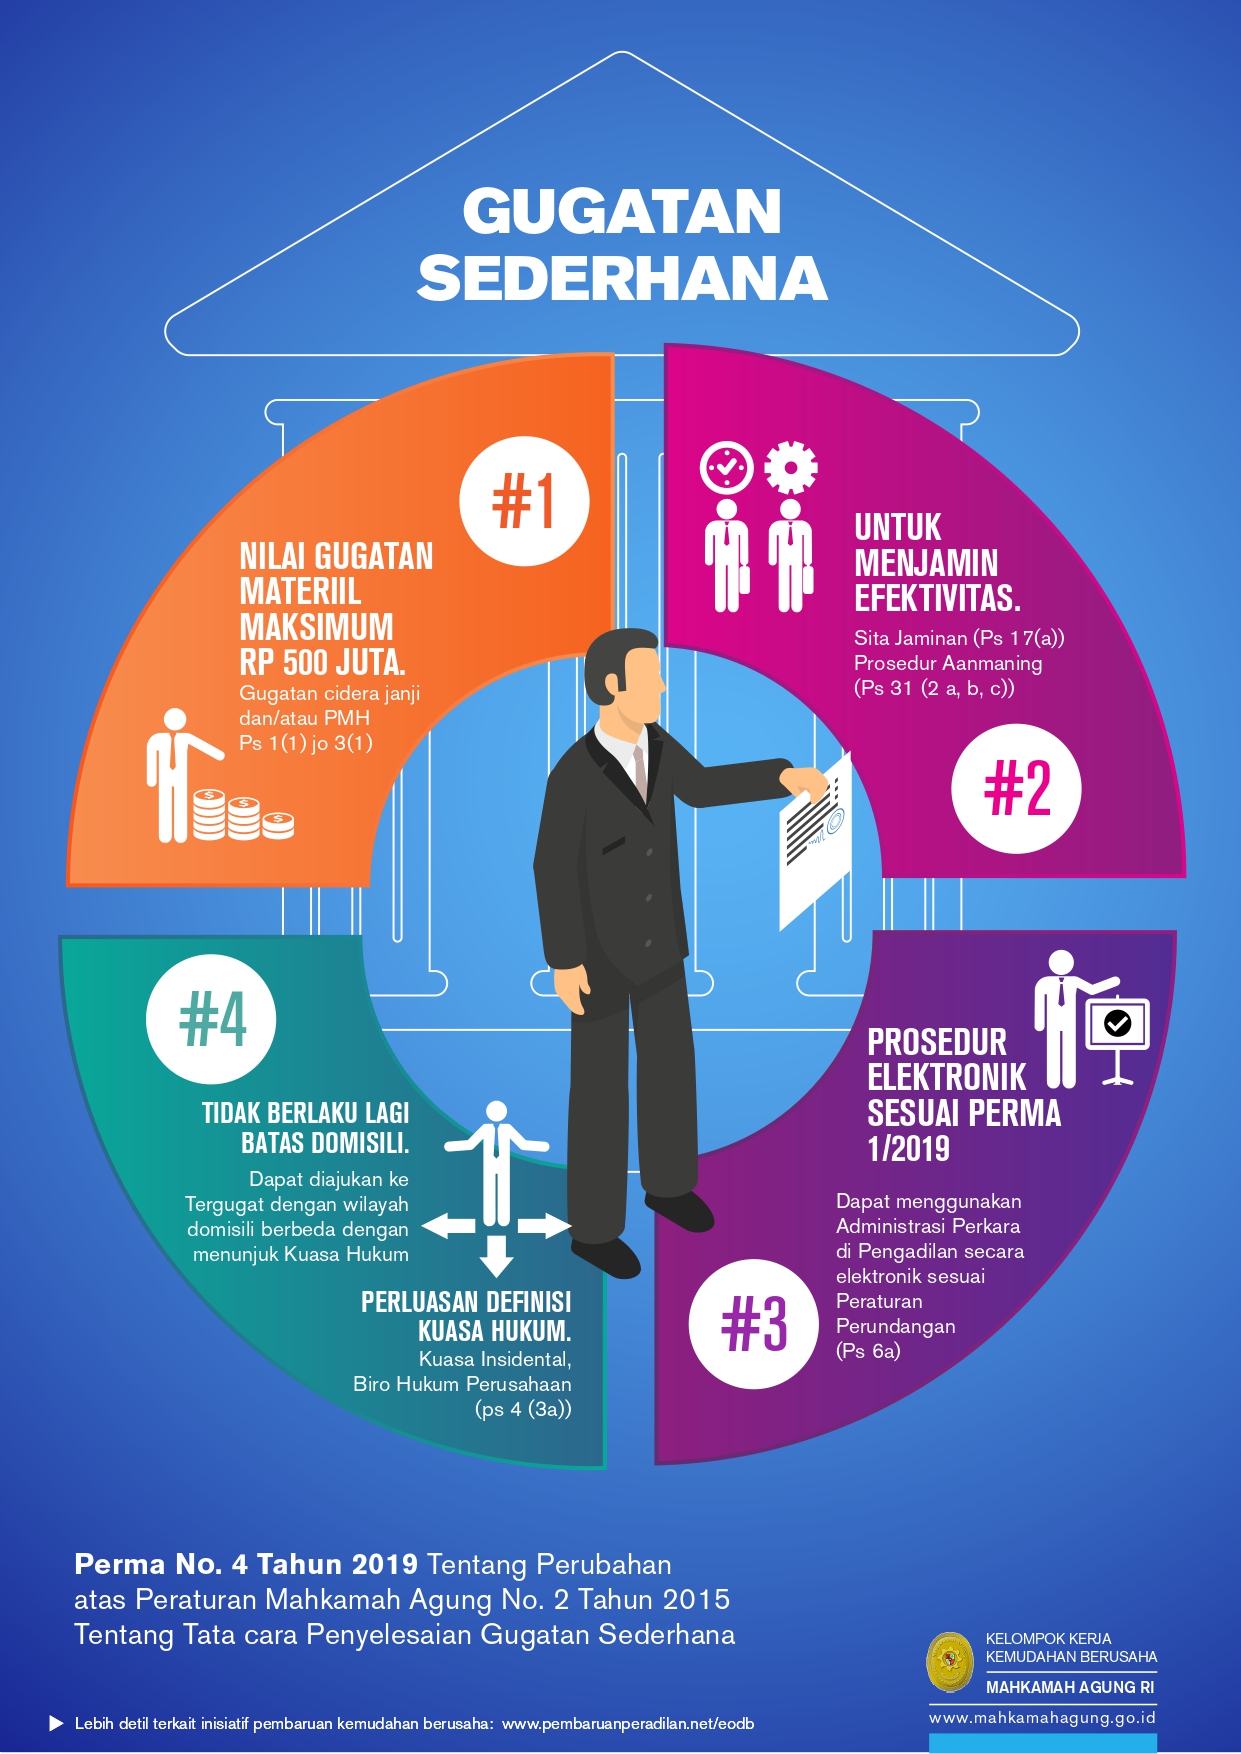 GUGATAN
SEDERHANA
#1
NILAI GUGATAN
MATERIIL
MAKSIMUM
RP 500 JUTA.
Gugatan cidera janji
dan/atau PMH
Ps 1(1) jo 3(1)
UNTUK
MENJAMIN
EFEKTIVITAS.
Sita Jaminan (Ps 17(a))
Prosedur Aanmaning
(Ps 31 (2 a, b, c))
#2
PROSEDUR
ELEKTRONIK
SESUAI PERMA
1/2019
Dapat menggunakan
Administrasi Perkara
di Pengadilan secara
elektronik sesuai
Peraturan
Perundangan
(Ps 6a)
#3
#4
TIDAK BERLAKU LAGI
BATAS DOMISILI.
Dapat diajukan ke
Tergugat dengan wilayah
domisili berbeda dengan
menunjuk Kuasa Hukum
PERLUASAN DEFINISI
KUASA HUKUM.
Kuasa Insidental,
Biro Hukum Perusahaan
(ps 4 (3a))
Perma No. 4 Tahun 2019 Tentang Perubahan
atas Peraturan Mahkamah Agung No. 2 Tahun 2015
Tentang Tata cara Penyelesaian Gugatan Sederhana
Lebih detil terkait inisiatif pembaruan kemudahan berusaha: www.pembaruanperadilan.net/eodb
KELOMPOK KERJA
KEMUDAHAN BERUSAHA
MAHKAMAH AGUNG RI
www.mahkamahagung.go.id